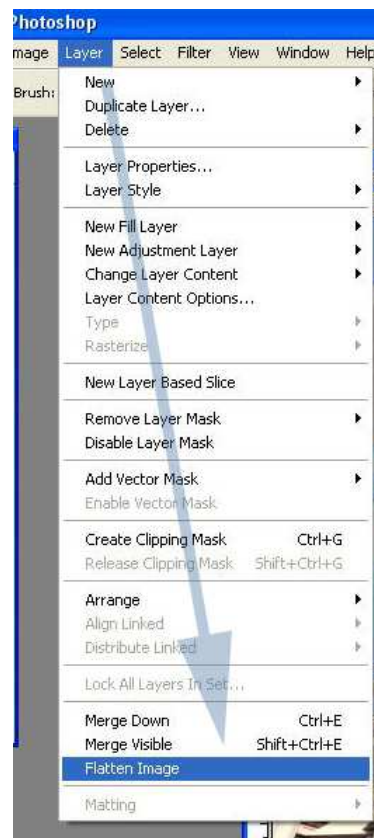 Photoshop
mage Layer Select Filter View Window Help
Brush:
New
Duplicate Layer...
Delete
Layer Properties...
Layer Style
New Fill Layer
New Adjustment Layer
Change Layer Content
Layer Content Options...
Type
Rasterize
New Layer Based Slice
Remove Layer Mask
Disable Layer Mask
Add Vector Mask
Enable Vector Mask
Create Clipping Mask Ctrl+G
Release Clipping Mask Shift+Ctrl+G
Arrange
Align Linked
Distribute Linked
Lock All Layers In Set...
Merge Down Ctrl+E
Merge Visible Shift+Ctrl+E
Flatten Image
Matting